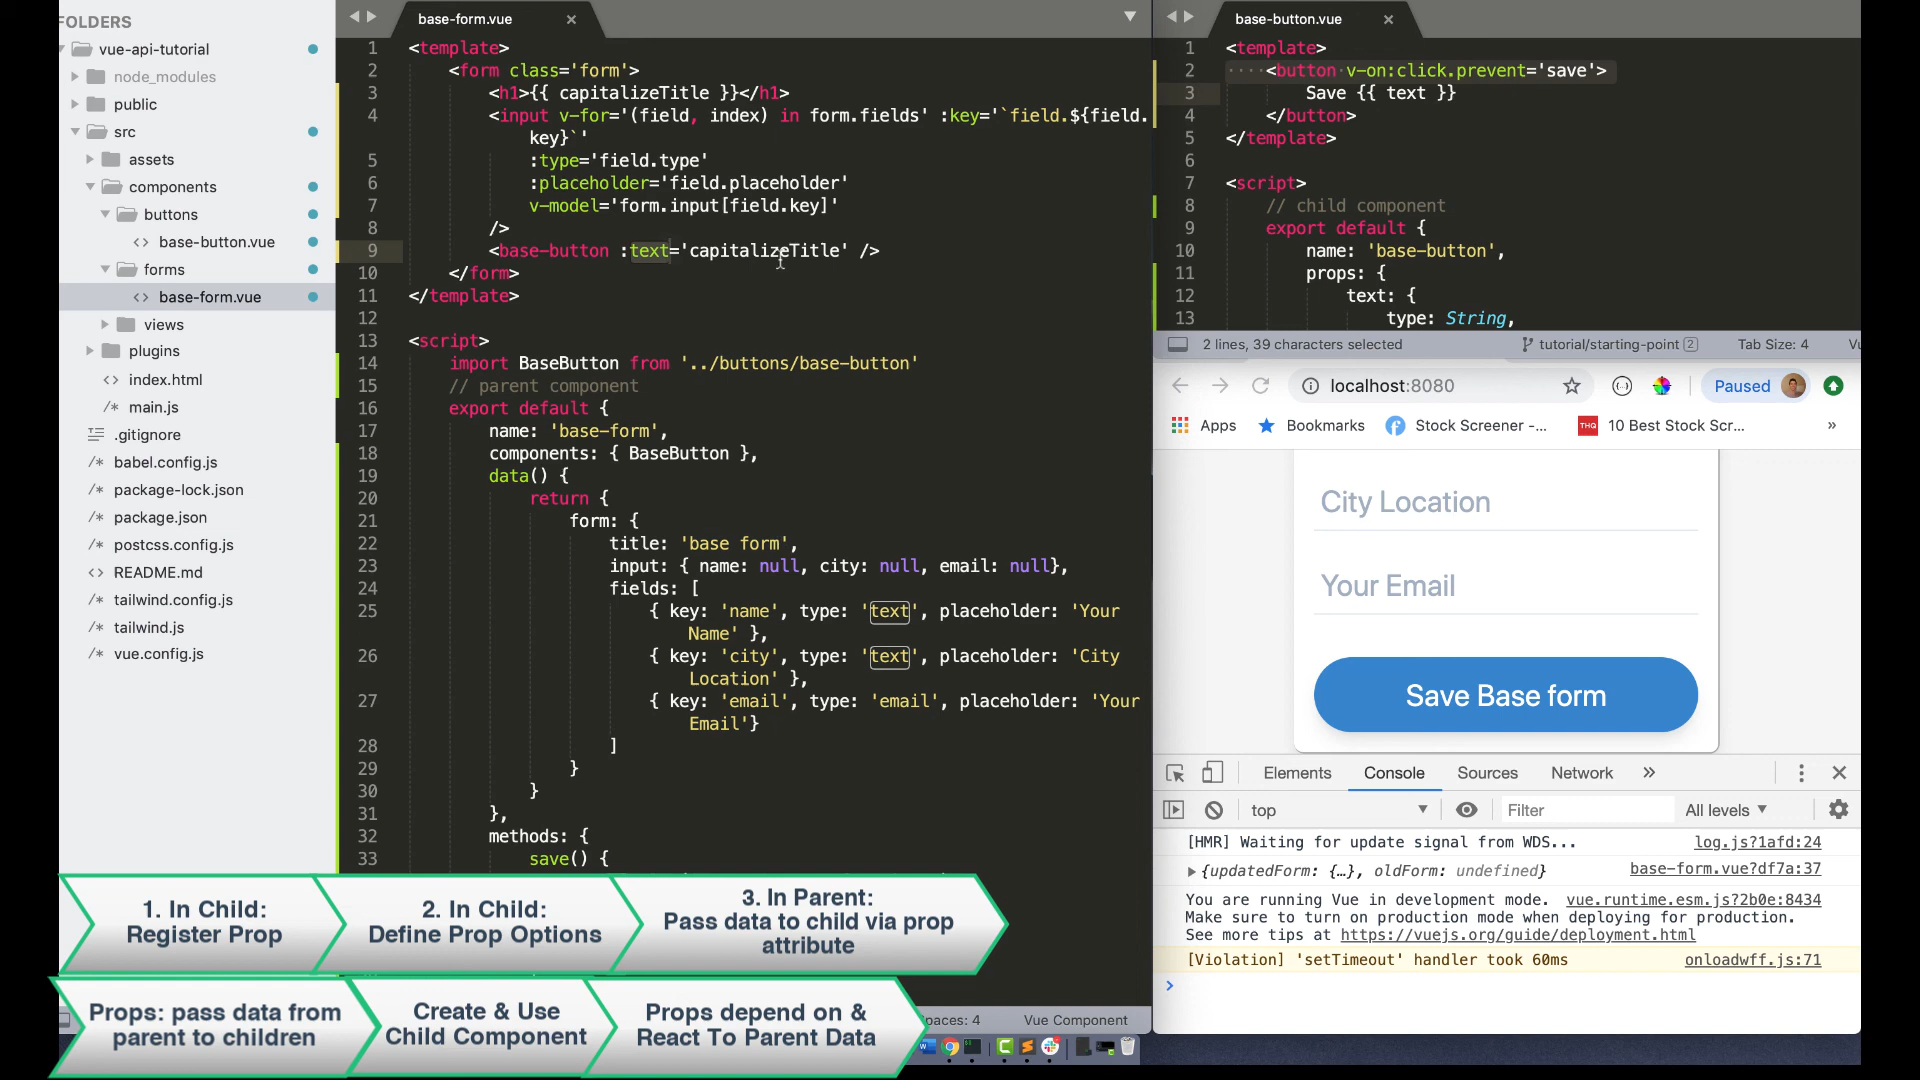 FOLDERS
vue-api-tutorial
node_modules
public
src
assets
components
buttons
base-button.vue
forms
base-form.vue
views
plugins
index.html
main.js
.gitignore
babel.config.js
package-lock.json
package.json
postcss.config.js
README.md
tailwind.config.js
tailwind.js
vue.config.js
base-form.vue
1 <template>
2 <form class='form'>
3 <h1>{{ capitalizeTitle }}</h1>
4 <input v-for='(field, index) in form.fields' :key='`field.${field.
key}`'
5 :type='field.type'
6 :placeholder='field.placeholder'
7 v-model='form.input[field.key]'
8 />
9 <base-button :text='capitalizeTitle' />
10 </form>
11 </template>
12
13 <script>
14 import BaseButton from '../buttons/base-button'
15 // parent component
16 export default {
17 name: 'base-form',
18 components: { BaseButton },
19 data() {
20 return {
21 form: {
22 title: 'base form',
23 input: { name: null, city: null, email: null},
24 fields: [
25 { key: 'name', type: 'text', placeholder: 'Your
Name' },
26 { key: 'city', type: 'text', placeholder: 'City
Location' },
27 { key: 'email', type: 'email', placeholder: 'Your
Email'}
28 ]
29 }
30 }
31 },
32 methods: {
33 save() {
paces: 4 Vue Component
base-button.vue
1 <template>
2 <button v-on:click.prevent='save'>
3 Save {{ text }}
4 </button>
5 </template>
6
7 <script>
8 // child component
9 export default {
10 name: 'base-button',
11 props: {
12 text: {
13 type: String,
2 lines, 39 characters selected tutorial/starting-point 2 Tab Size: 4 Vu
localhost:8080 Paused
Apps Bookmarks Stock Screener -... THQ 10 Best Stock Scr... »
City Location
Your Email
Save Base form
Elements Console Sources Network »
top Filter All levels
[HMR] Waiting for update signal from WDS... log.js?1afd:24
{updatedForm: {…}, oldForm: undefined} base-form.vue?df7a:37
You are running Vue in development mode. vue.runtime.esm.js?2b0e:8434
Make sure to turn on production mode when deploying for production.
See more tips at https://vuejs.org/guide/deployment.html
[Violation] 'setTimeout' handler took 60ms onloadwff.js:71
1. In Child:
Register Prop
2. In Child:
Define Prop Options
3. In Parent:
Pass data to child via prop
attribute
Props: pass data from
parent to children
Create & Use
Child Component
Props depend on &
React To Parent Data